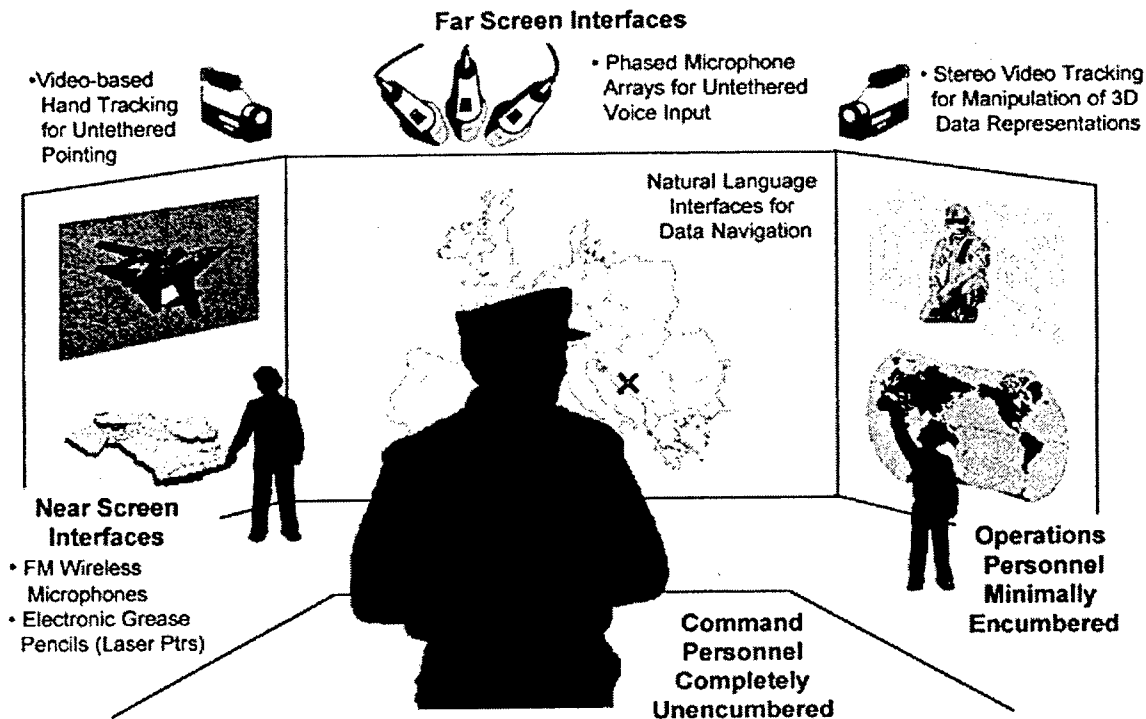 Far Screen Interfaces
•Video-based
Hand Tracking
for Untethered
Pointing
• Phased Microphone
Arrays for Untethered
Voice Input
• Stereo Video Tracking
for Manipulation of 3D
Data Representations
Natural Language
Interfaces for
Data Navigation
Near Screen
Interfaces
• FM Wireless
Microphones
• Electronic Grease
Pencils (Laser Ptrs)
Operations
Personnel
Minimally
Encumbered
Command
Personnel
Completely
Unencumbered